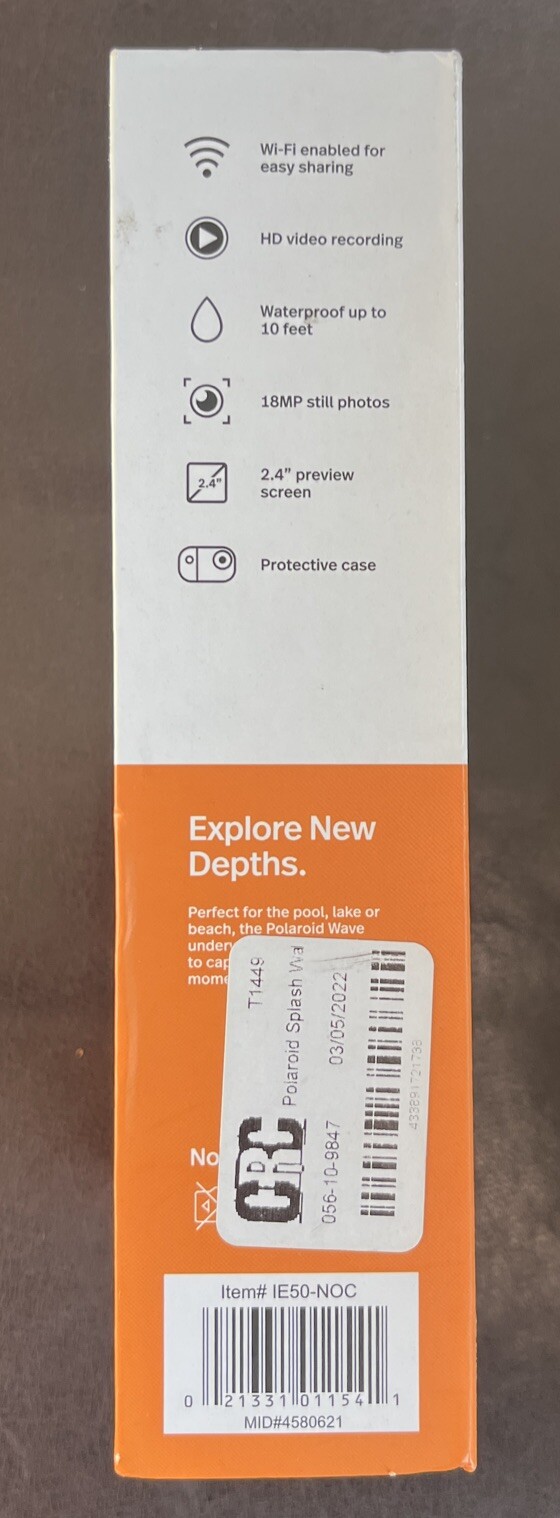 Wi-Fi enabled for
easy sharing
HD video recording
Waterproof up to
10 feet
18MP still photos
2.4"
2.4" preview
screen
Protective case
Explore New
Depths.
Perfect for the pool, lake or
beach, the Polaroid Wave
CRC
T1449
Polaroid Splash
056-10-9847
03/05/2022
433891721798
Item# IE50-NOC
0 21331 01154 1
MID#4580621